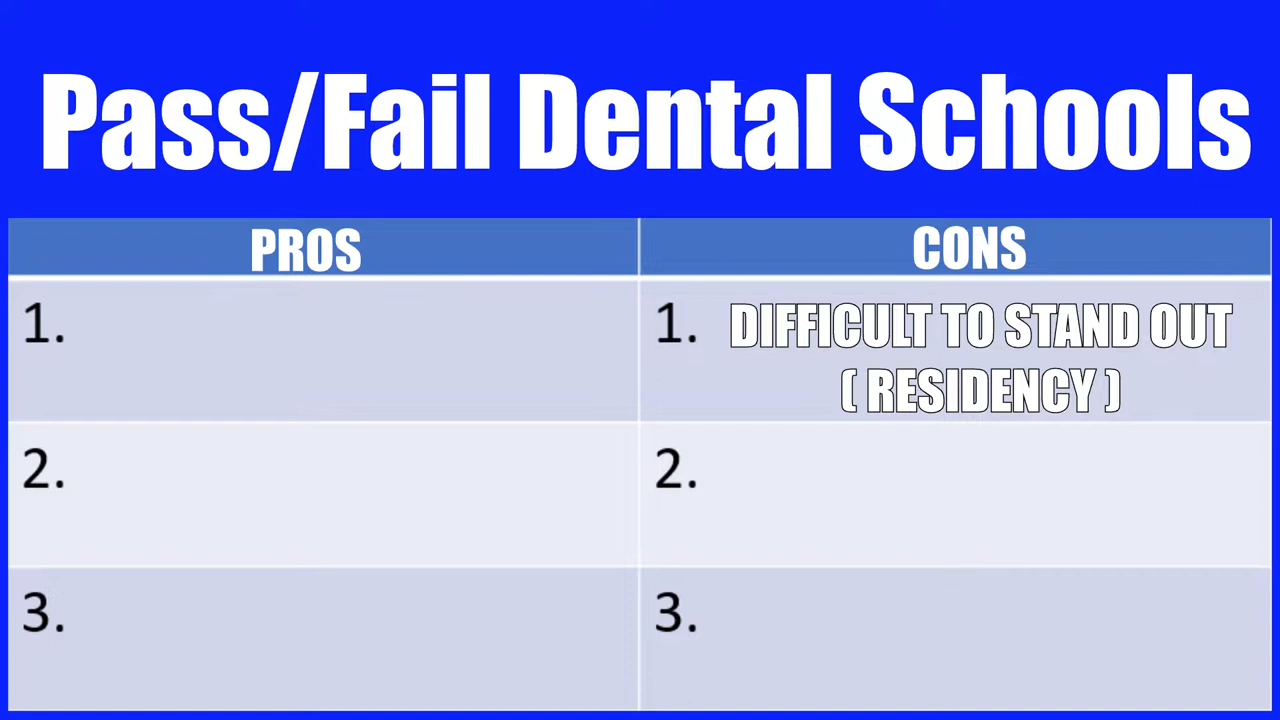 Pass/Fail Dental Schools
PROS
CONS
1.
1. DIFFICULT TO STAND OUT
( RESIDENCY )
2.
2.
3.
3.